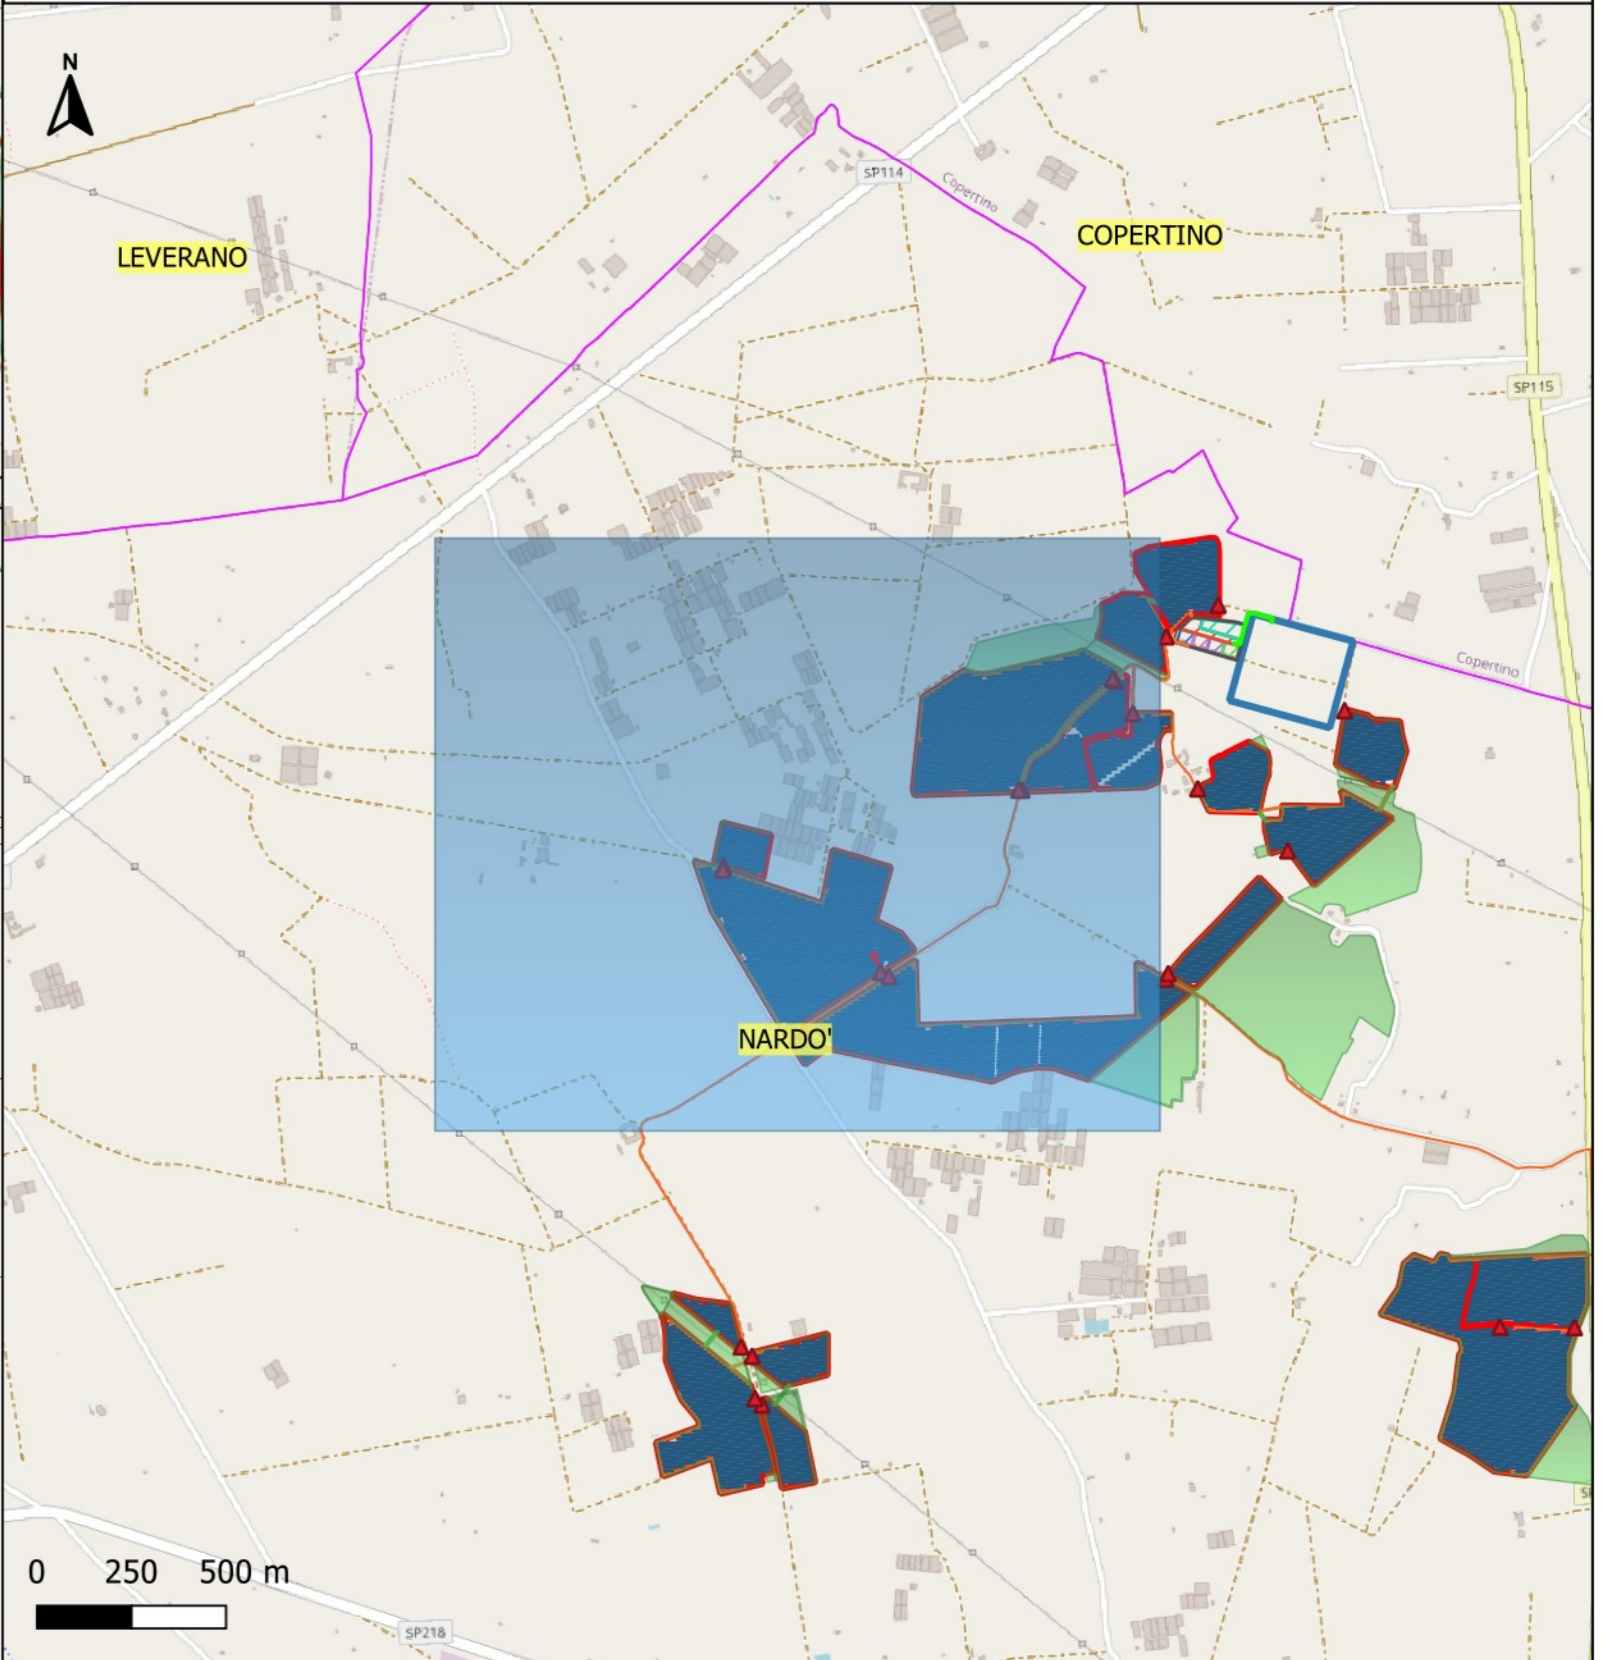 N
SP114
Copertino
COPERTINO
LEVERANO
SP115
Copertino
NARDO'
0 250 500 m
SP218